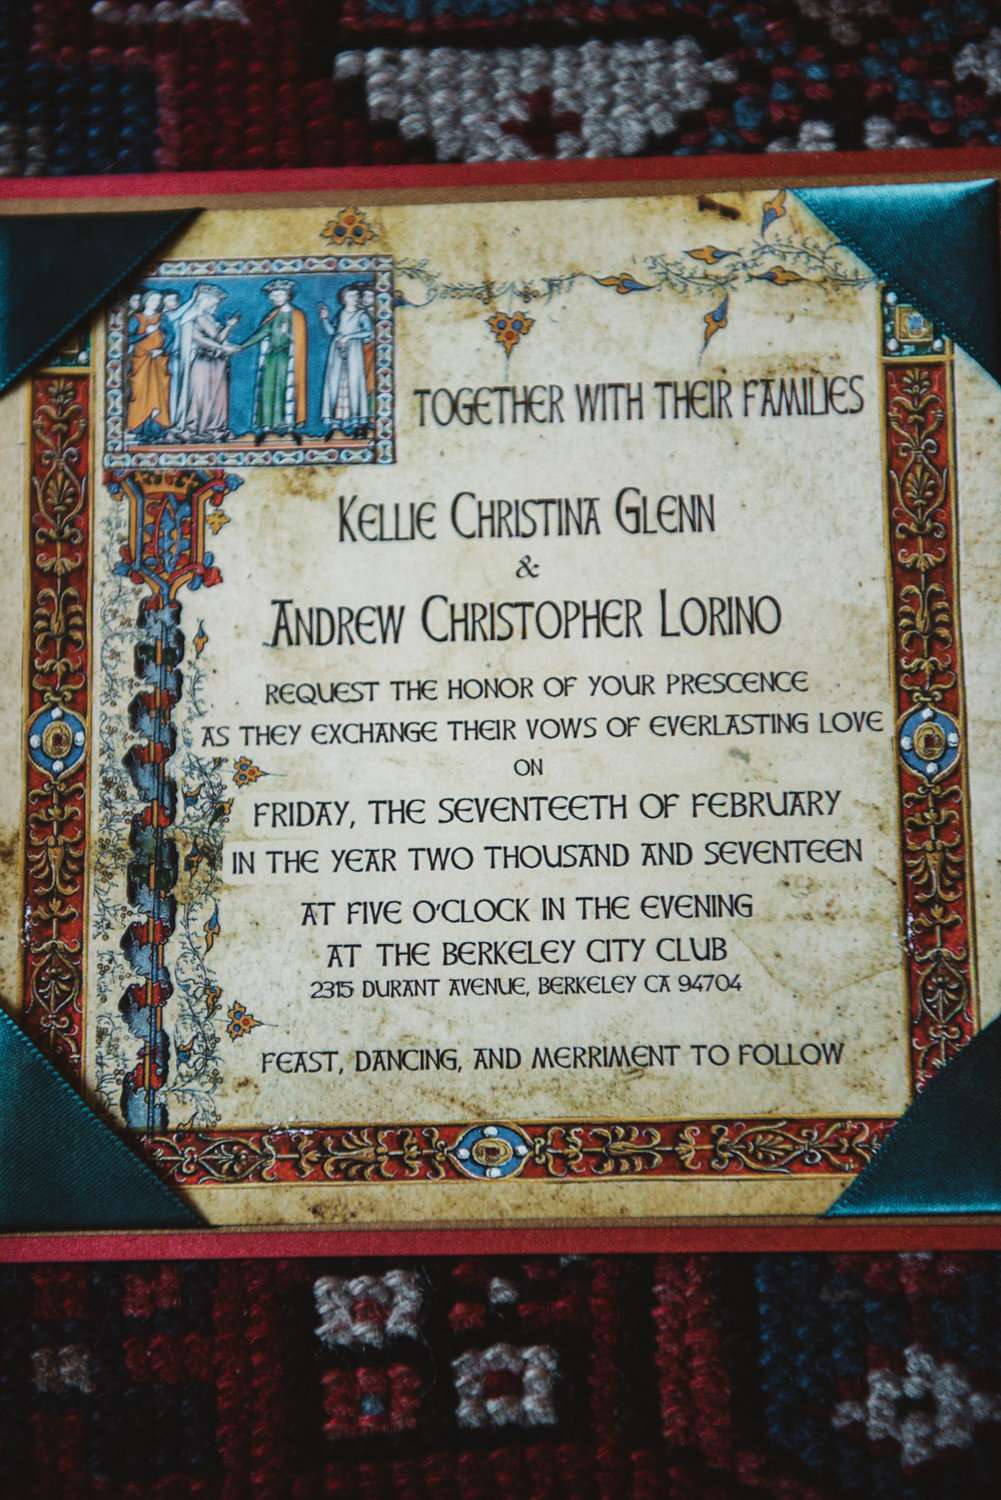 TOGETHER WITH THEIR FAMILIES
KELLIE CHRISTINA GLENN
&
ANDREW CHRISTOPHER LORINO
REQUEST THE HONOR OF YOUR PRESCENCE
AS THEY EXCHANGE THEIR VOWS OF EVERLASTING LOVE
ON
FRIDAY, THE SEVENTEETH OF FEBRUARY
IN THE YEAR TWO THOUSAND AND SEVENTEEN
AT FIVE O'CLOCK IN THE EVENING
AT THE BERKELEY CITY CLUB
2315 DURANT AVENUE, BERKELEY CA 94704
FEAST, DANCING, AND MERRIMENT TO FOLLOW